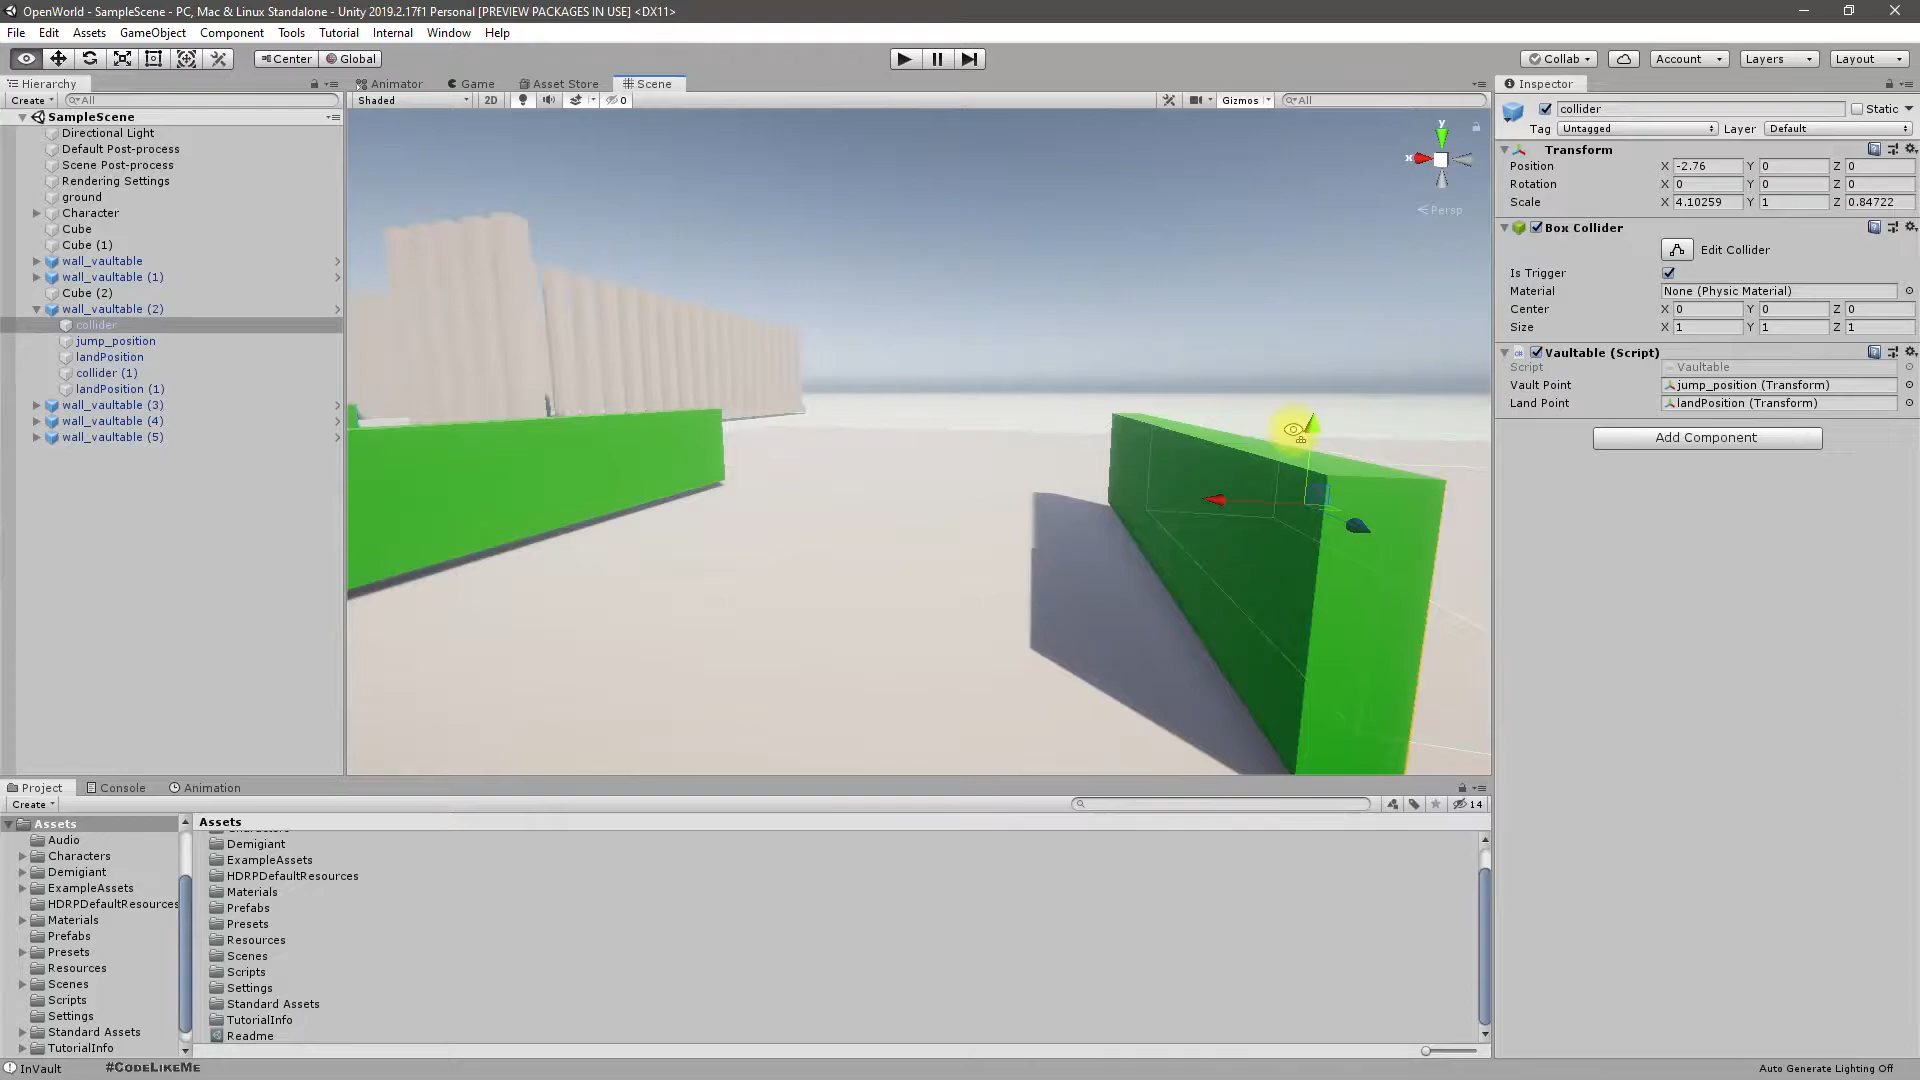 OpenWorld - SampleScene - PC, Mac & Linux Standalone - Unity 2019.2.17f1 Personal [PREVIEW PACKAGES IN USE] <DX11>
File Edit Assets GameObject Component Tools Tutorial Internal Window Help
Center Global Collab Account Layers Layout
Hierarchy Animator Game Asset Store Scene Inspector
Create All Shaded 2D 0 Gizmos All
SampleScene
Directional Light
Default Post-process
Scene Post-process
Rendering Settings
ground
Character
Cube
Cube (1)
wall_vaultable
wall_vaultable (1)
Cube (2)
wall_vaultable (2)
collider
jump_position
landPosition
collider (1)
landPosition (1)
wall_vaultable (3)
wall_vaultable (4)
wall_vaultable (5)
y
x
Persp
collider Static
Tag Untagged Layer Default
Transform
Position X -2.76 Y 0 Z 0
Rotation X 0 Y 0 Z 0
Scale X 4.10259 Y 1 Z 0.84722
Box Collider
Edit Collider
Is Trigger
Material None (Physic Material)
Center X 0 Y 0 Z 0
Size X 1 Y 1 Z 1
Vaultable (Script)
Script Vaultable
Vault Point jump_position (Transform)
Land Point landPosition (Transform)
Add Component
Project Console Animation
Create 14
Assets
Audio
Characters
Demigiant
ExampleAssets
HDRPDefaultResources
Materials
Prefabs
Presets
Resources
Scenes
Scripts
Settings
Standard Assets
TutorialInfo
Assets
Demigiant
ExampleAssets
HDRPDefaultResources
Materials
Prefabs
Presets
Resources
Scenes
Scripts
Settings
Standard Assets
TutorialInfo
Readme
InVault #CODELIKEME Auto Generate Lighting Off